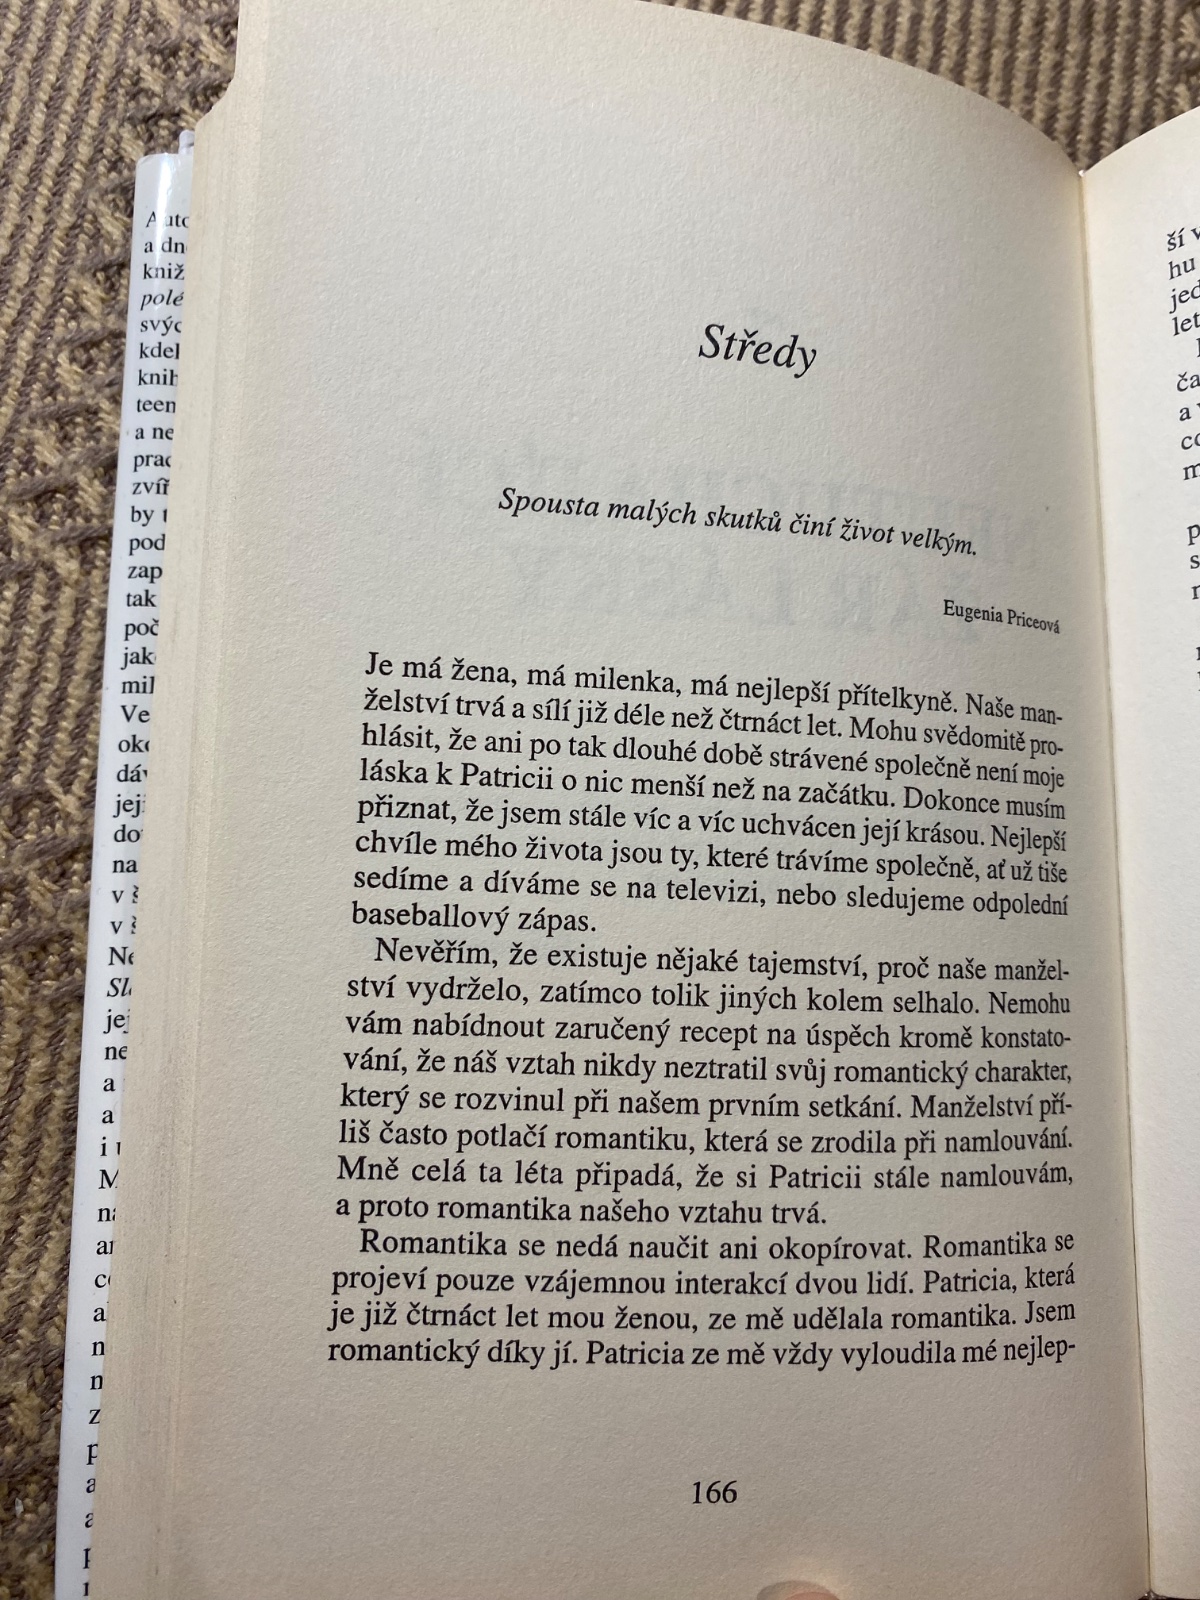 Středy
Spousta malých skutků činí život velkým.
Eugenia Priceová
Je má žena, má milenka, má nejlepší přítelkyně. Naše man-
želství trvá a sílí již déle než čtrnáct let. Mohu svědomitě pro-
hlásit, že ani po tak dlouhé době strávené společně není moje
láska k Patricii o nic menší než na začátku. Dokonce musím
přiznat, že jsem stále víc a víc uchvácen její krásou. Nejlepší
chvíle mého života jsou ty, které trávíme společně, ať už tiše
sedíme a díváme se na televizi, nebo sledujeme odpolední
baseballový zápas.
Nevěřím, že existuje nějaké tajemství, proč naše manžel-
ství vydrželo, zatímco tolik jiných kolem selhalo. Nemohu
vám nabídnout zaručený recept na úspěch kromě konstato-
vání, že náš vztah nikdy neztratil svůj romantický charakter,
který se rozvinul při našem prvním setkání. Manželství pří-
liš často potlačí romantiku, která se zrodila při namlouvání.
Mně celá ta léta připadá, že si Patricii stále namlouvám,
a proto romantika našeho vztahu trvá.
Romantika se nedá naučit ani okopírovat. Romantika se
projeví pouze vzájemnou interakcí dvou lidí. Patricia, která
je již čtrnáct let mou ženou, ze mě udělala romantika. Jsem
romantický díky jí. Patricia ze mě vždy vyloudila mé nejlep-
166